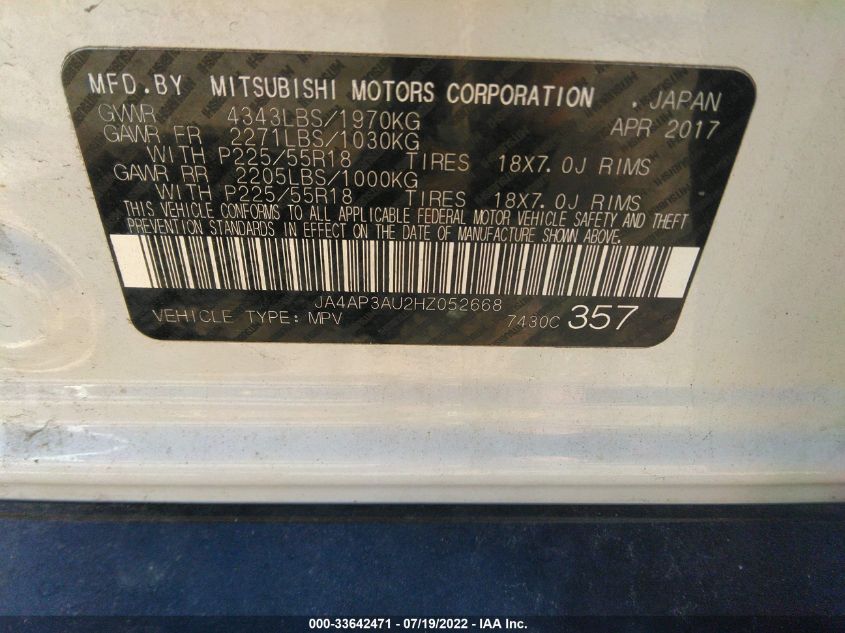 MFD.BY MITSUBISHI MOTORS CORPORATION . JAPAN
GVWR 4343LBS/1970KG APR 2017
GAWR FR 2271LBS/1030KG
WITH P225/55R18 TIRES 18X7.0J RIMS
GAWR RR 2205LBS/1000KG
WITH P225/55R18 TIRES 18X7.0J RIMS
THIS VEHICLE CONFORMS TO ALL APPLICABLE FEDERAL MOTOR VEHICLE SAFETY AND THEFT
PREVENTION STANDARDS IN EFFECT ON THE DATE OF MANUFACTURE SHOWN ABOVE.
JA4AP3AU2HZ052668
VEHICLE TYPE: MPV 7430C 357
000-33642471 - 07/19/2022 - IAA Inc.